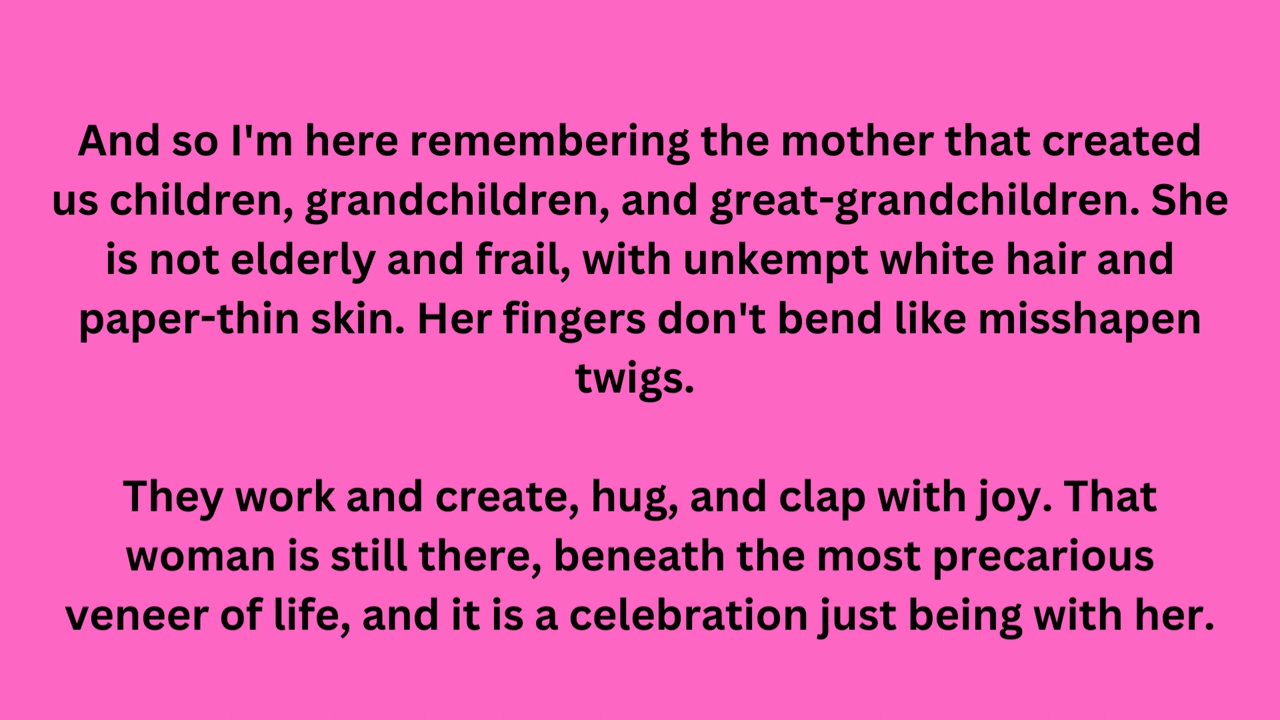 And so I'm here remembering the mother that created
us children, grandchildren, and great-grandchildren. She
is not elderly and frail, with unkempt white hair and
paper-thin skin. Her fingers don't bend like misshapen
twigs.
They work and create, hug, and clap with joy. That
woman is still there, beneath the most precarious
veneer of life, and it is a celebration just being with her.